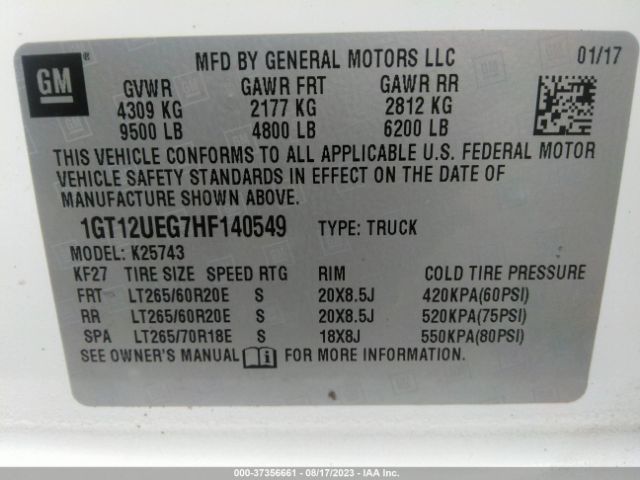 GM
MFD BY GENERAL MOTORS LLC 01/17
GVWR GAWR FRT GAWR RR
4309 KG 2177 KG 2812 KG
9500 LB 4800 LB 6200 LB
THIS VEHICLE CONFORMS TO ALL APPLICABLE U.S. FEDERAL MOTOR
VEHICLE SAFETY STANDARDS IN EFFECT ON THE DATE OF
MANUFACTURE SHOWN ABOVE.
1GT12UEG7HF140549 TYPE: TRUCK
MODEL: K25743
KF27 TIRE SIZE SPEED RTG RIM COLD TIRE PRESSURE
FRT LT265/60R20E S 20X8.5J 420KPA(60PSI)
RR LT265/60R20E S 20X8.5J 520KPA(75PSI)
SPA LT265/70R18E S 18X8J 550KPA(80PSI)
SEE OWNER'S MANUAL FOR MORE INFORMATION.
00-37356661 - 08/17/2023 - IAAI.com